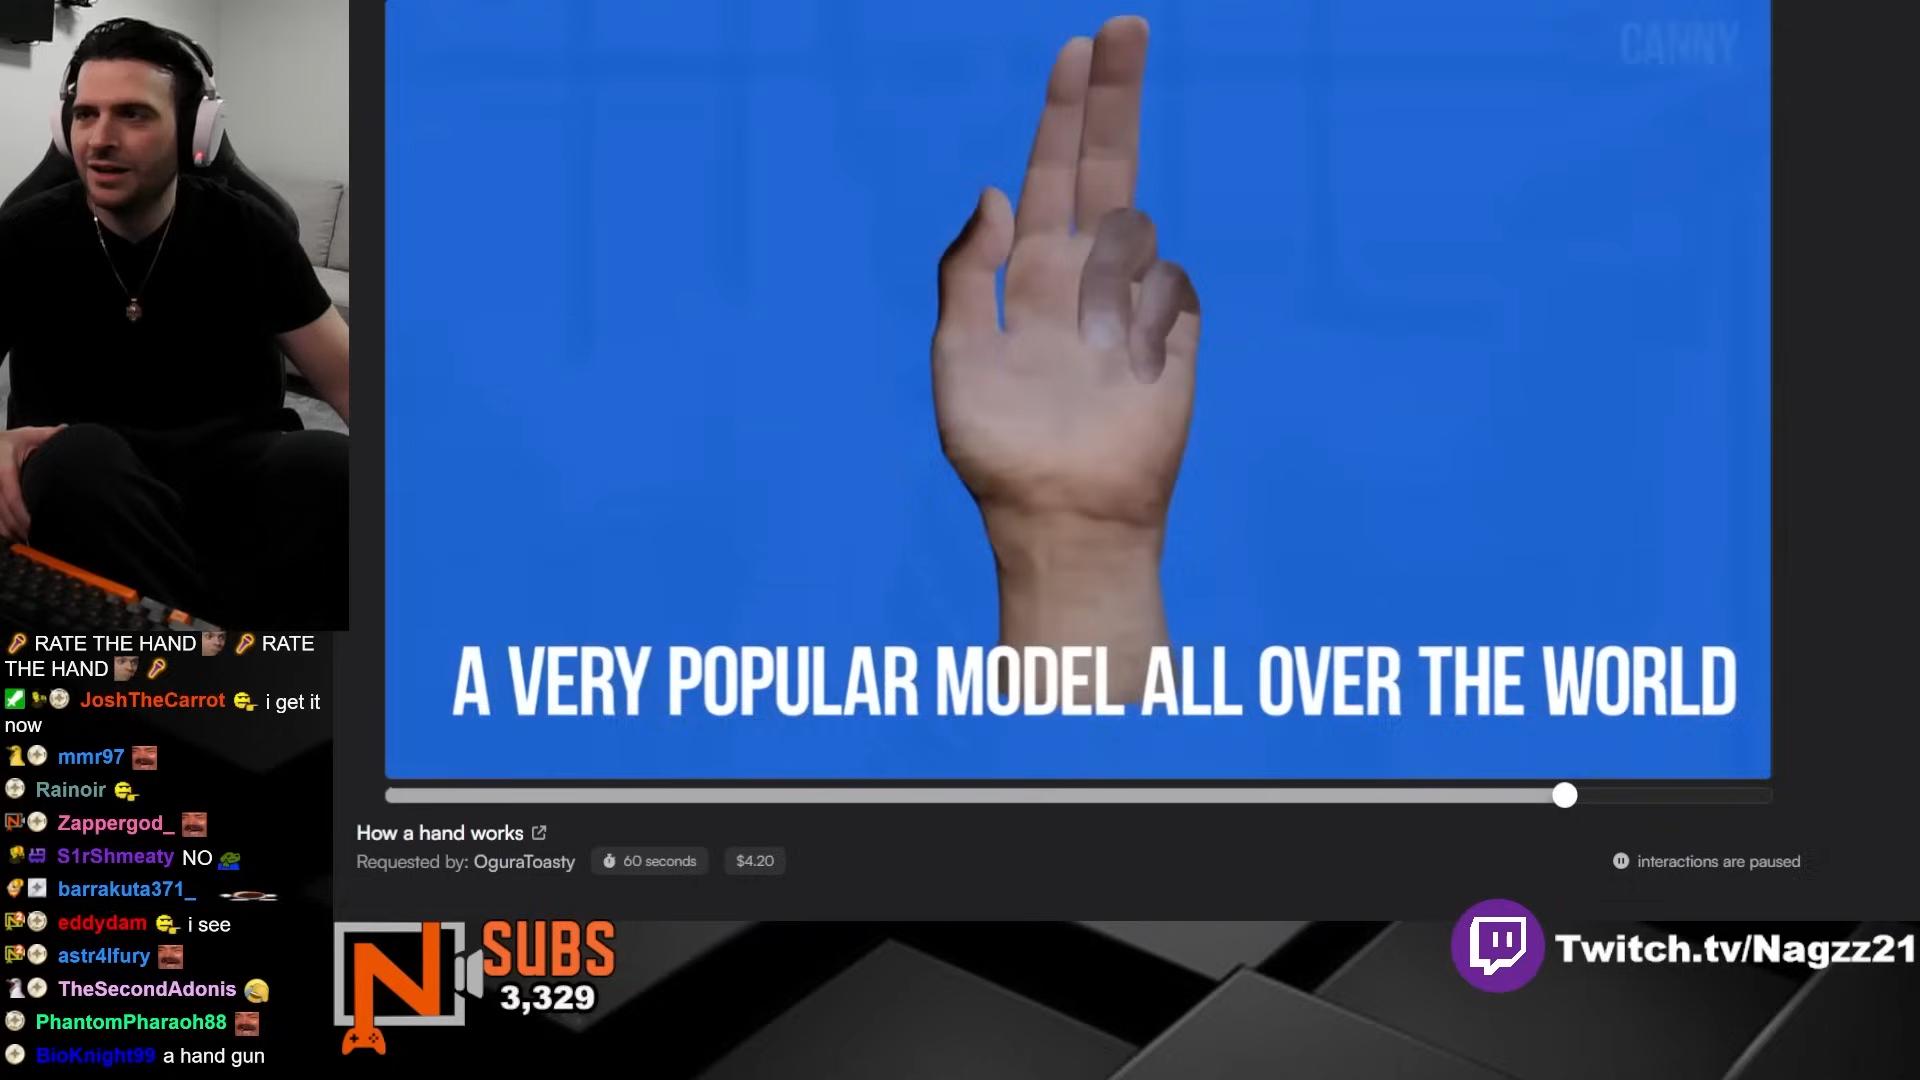 CANNY
A VERY POPULAR MODEL ALL OVER THE WORLD
How a hand works
Requested by: OguraToasty
60 seconds
$4.20
interactions are paused
RATE THE HAND RATE
THE HAND
JoshTheCarrot i get it
now
mmr97
Rainoir
Zappergod_
S1rShmeaty NO
barrakuta371_
eddydam i see
astr4lfury
TheSecondAdonis
PhantomPharaoh88
BioKnight99 a hand gun
N
SUBS
3,329
Twitch.tv/Nagzz21